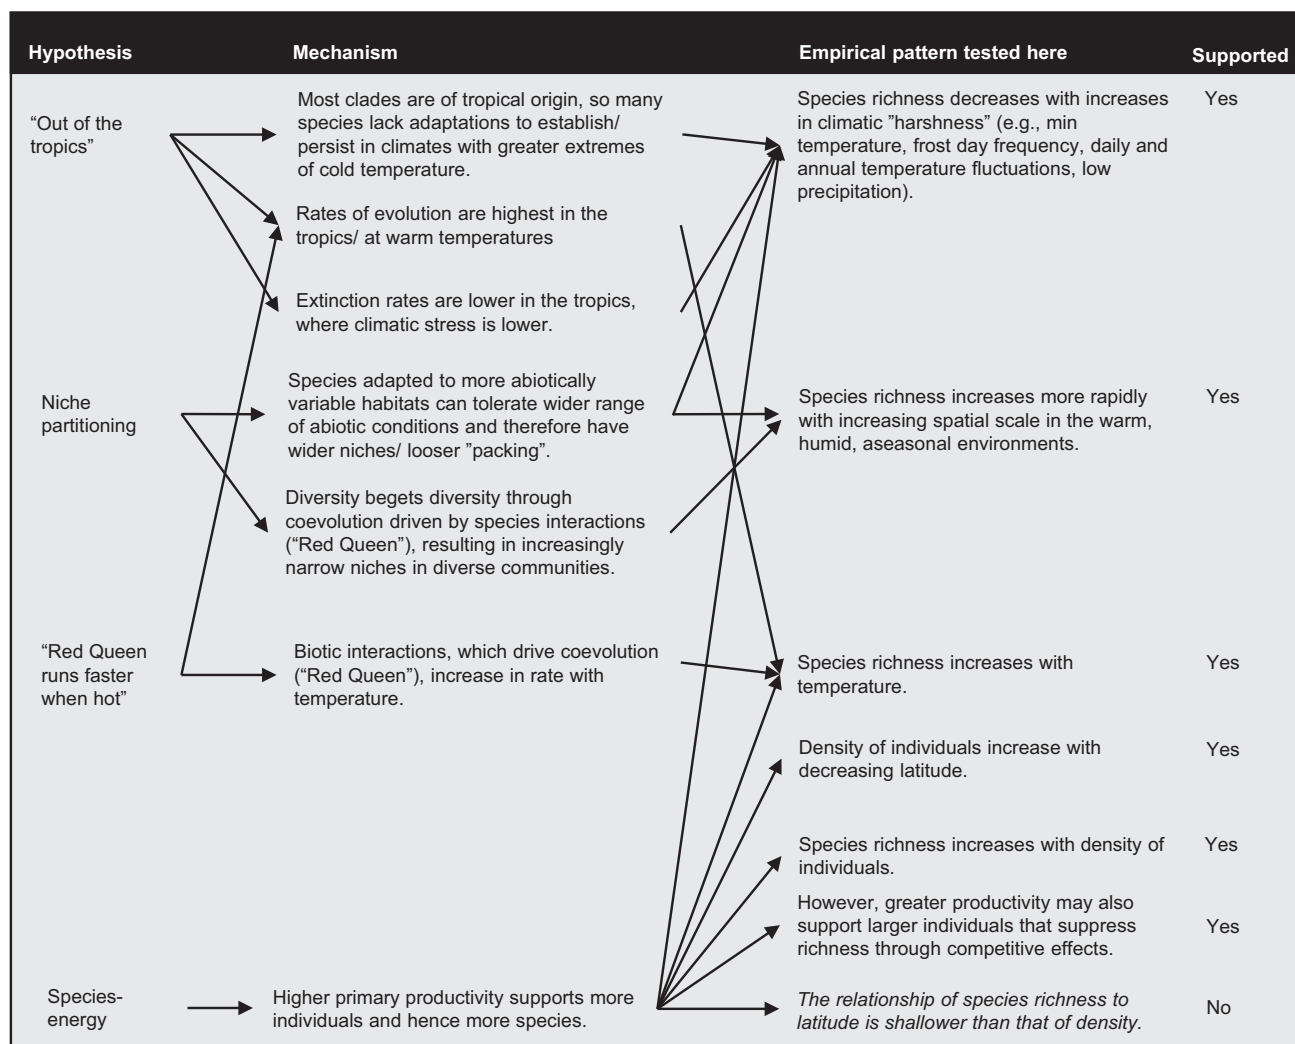 Hypothesis Mechanism Empirical pattern tested here Supported
“Out of the
tropics”
Most clades are of tropical origin, so many
species lack adaptations to establish/
persist in climates with greater extremes
of cold temperature.
Species richness decreases with increases
in climatic ”harshness” (e.g., min
temperature, frost day frequency, daily and
annual temperature fluctuations, low
precipitation).
Yes
Rates of evolution are highest in the
tropics/ at warm temperatures
Extinction rates are lower in the tropics,
where climatic stress is lower.
Niche
partitioning
Species adapted to more abiotically
variable habitats can tolerate wider range
of abiotic conditions and therefore have
wider niches/ looser ”packing”.
Species richness increases more rapidly
with increasing spatial scale in the warm,
humid, aseasonal environments.
Yes
Diversity begets diversity through
coevolution driven by species interactions
(“Red Queen”), resulting in increasingly
narrow niches in diverse communities.
“Red Queen
runs faster
when hot”
Biotic interactions, which drive coevolution
(“Red Queen”), increase in rate with
temperature.
Species richness increases with
temperature.
Yes
Density of individuals increase with
decreasing latitude.
Yes
Species richness increases with density of
individuals.
Yes
However, greater productivity may also
support larger individuals that suppress
richness through competitive effects.
Yes
Species-
energy
Higher primary productivity supports more
individuals and hence more species.
The relationship of species richness to
latitude is shallower than that of density.
No